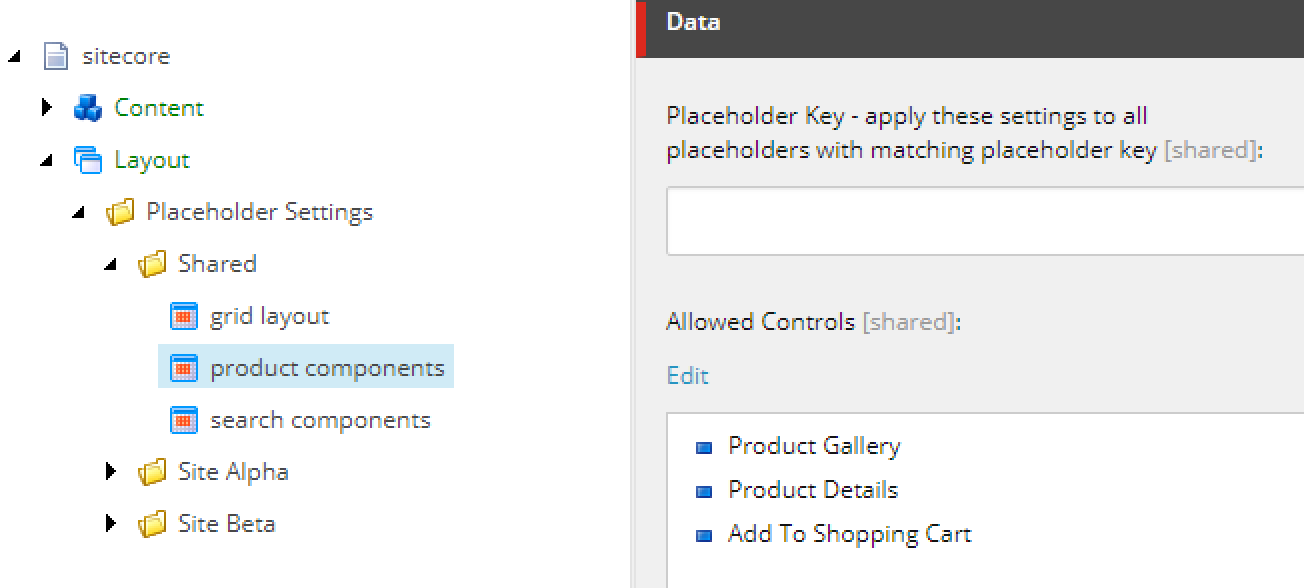 sitecore
Content
Layout
Placeholder Settings
Shared
grid layout
product components
search components
Site Alpha
Site Beta
Data
Placeholder Key - apply these settings to all
placeholders with matching placeholder key [shared]:
Allowed Controls [shared]:
Edit
Product Gallery
Product Details
Add To Shopping Cart